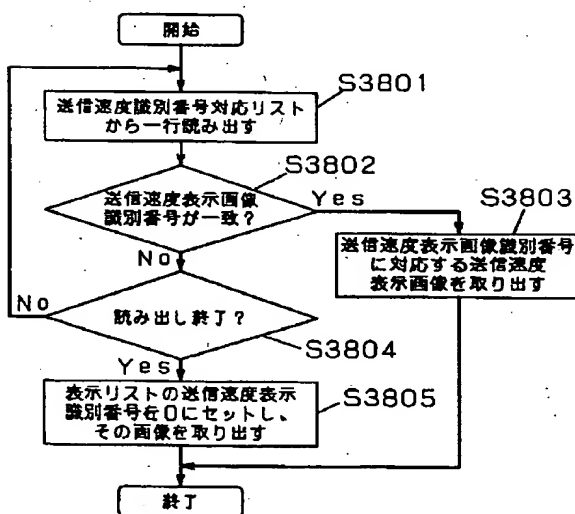 開始
S3801
送信速度識別番号対応リスト
から一行読み出す
S3802
送信速度表示画像
識別番号が一致?
Yes
S3803
送信速度表示画像識別番号
に対応する送信速度
表示画像を取り出す
No
No
読み出し終了?
S3804
Yes
S3805
表示リストの送信速度表示
識別番号を0にセットし、
その画像を取り出す
終了